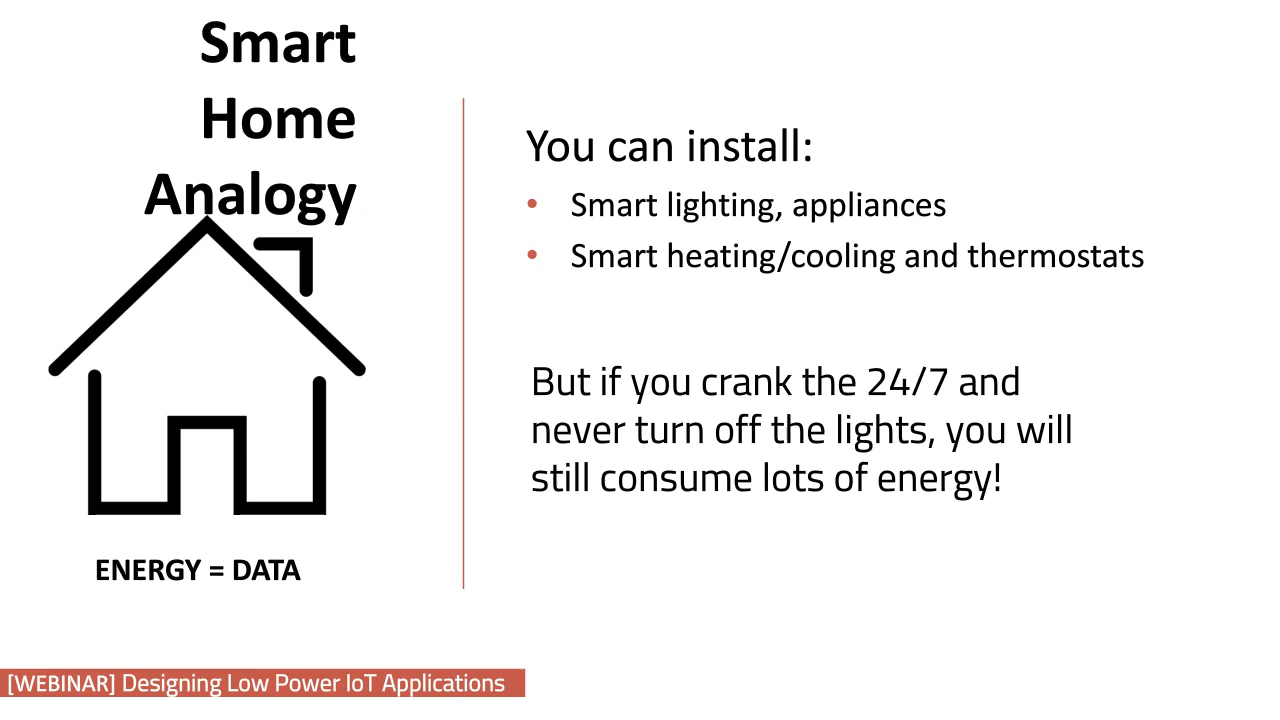 Smart
Home
Analogy
ENERGY = DATA
You can install:
• Smart lighting, appliances
• Smart heating/cooling and thermostats
But if you crank the 24/7 and
never turn off the lights, you will
still consume lots of energy!
[WEBINAR] Designing Low Power IoT Applications